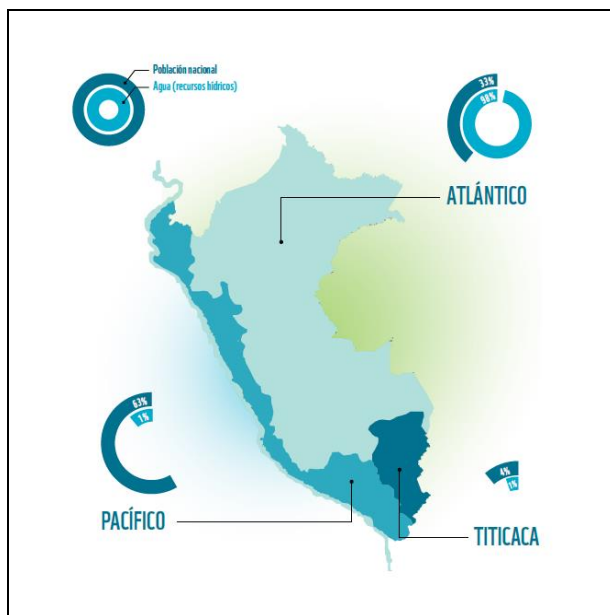 Población nacional
Agua (recursos hídricos)
33%
98%
ATLÁNTICO
63%
1%
PACÍFICO
4%
1%
TITICACA